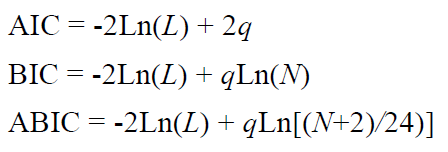 AIC = -2Ln(L) + 2q
BIC = -2Ln(L) + qLn(N)
ABIC = -2Ln(L) + qLn[(N+2)/24)]